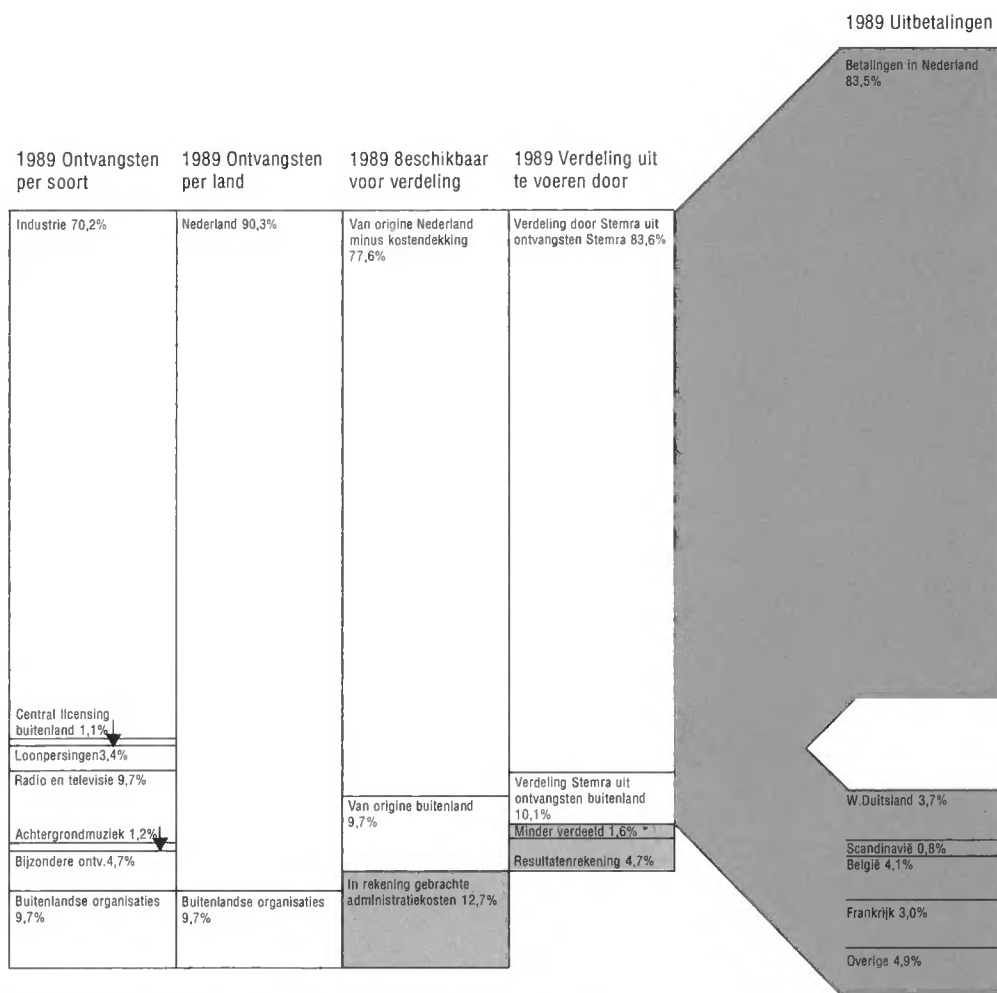 1989 Uitbetalingen
Betalingen in Nederland
83,5%
1989 Ontvangsten
per soort
1989 Ontvangsten
per land
1989 8eschikbaar
voor verdeling
1989 Verdeling uit
te voeren door
Industrie 70,2%
Nederland 90,3%
Van origine Nederland
minus kostendekking
77,6%
Verdeling door Stemra uit
ontvangsten Stemra 83,6%
Central licensing
buitenland 1,1%
Loonpersingen3,4%
Radio en televisie 9,7%
Achtergrondmuziek 1,2%
Bijzondere ontv.4,7%
Buitenlandse organisaties
9,7%
Buitenlandse organisaties
9,7%
Van origine buitenland
9,7%
In rekening gebrachte
administratiekosten 12,7%
Verdeling Stemra uit
ontvangsten buitenland
10,1%
Minder verdeeld 1,6% *
Resultatenrekening 4,7%
W.Duitsland 3,7%
Scandinavië 0,8%
België 4,1%
Frankrijk 3,0%
Overige 4,9%